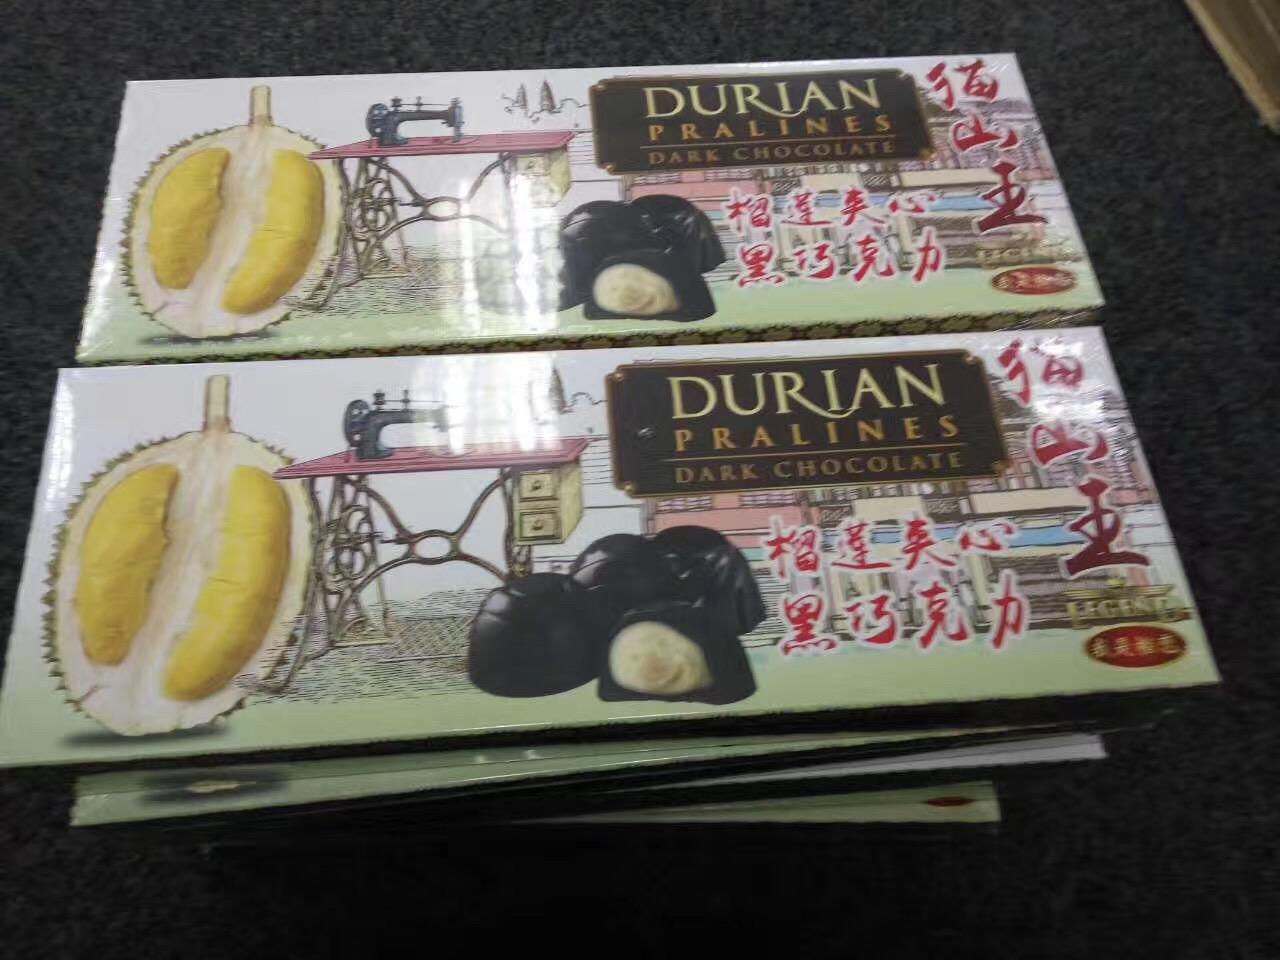 DURIAN
PRALINES
DARK CHOCOLATE
猫山王
榴莲夹心
黑巧克力
DURIAN
PRALINES
DARK CHOCOLATE
猫山王
榴莲夹心
黑巧克力
LEGEND